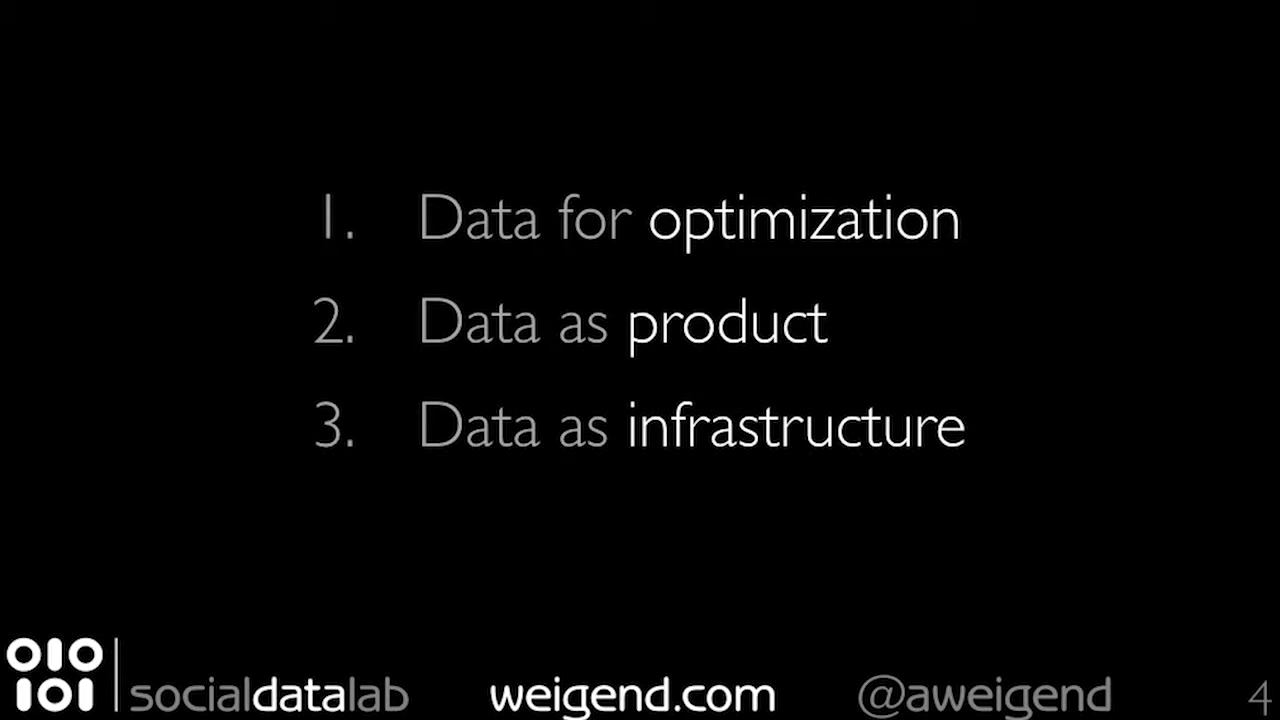 1. Data for optimization
2. Data as product
3. Data as infrastructure
010
101
socialdatalab weigend.com @aweigend 4